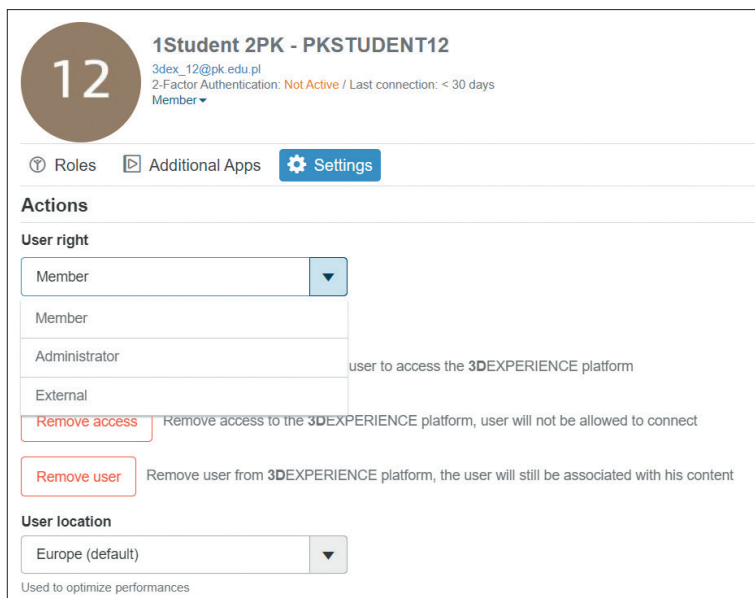 12
1Student 2PK - PKSTUDENT12
3dex_12@pk.edu.pl
2-Factor Authentication: Not Active / Last connection: < 30 days
Member
Roles Additional Apps Settings
Actions
User right
Member
Member
Administrator
user to access the 3DEXPERIENCE platform
External
Remove access Remove access to the 3DEXPERIENCE platform, user will not be allowed to connect
Remove user Remove user from 3DEXPERIENCE platform, the user will still be associated with his content
User location
Europe (default)
Used to optimize performances